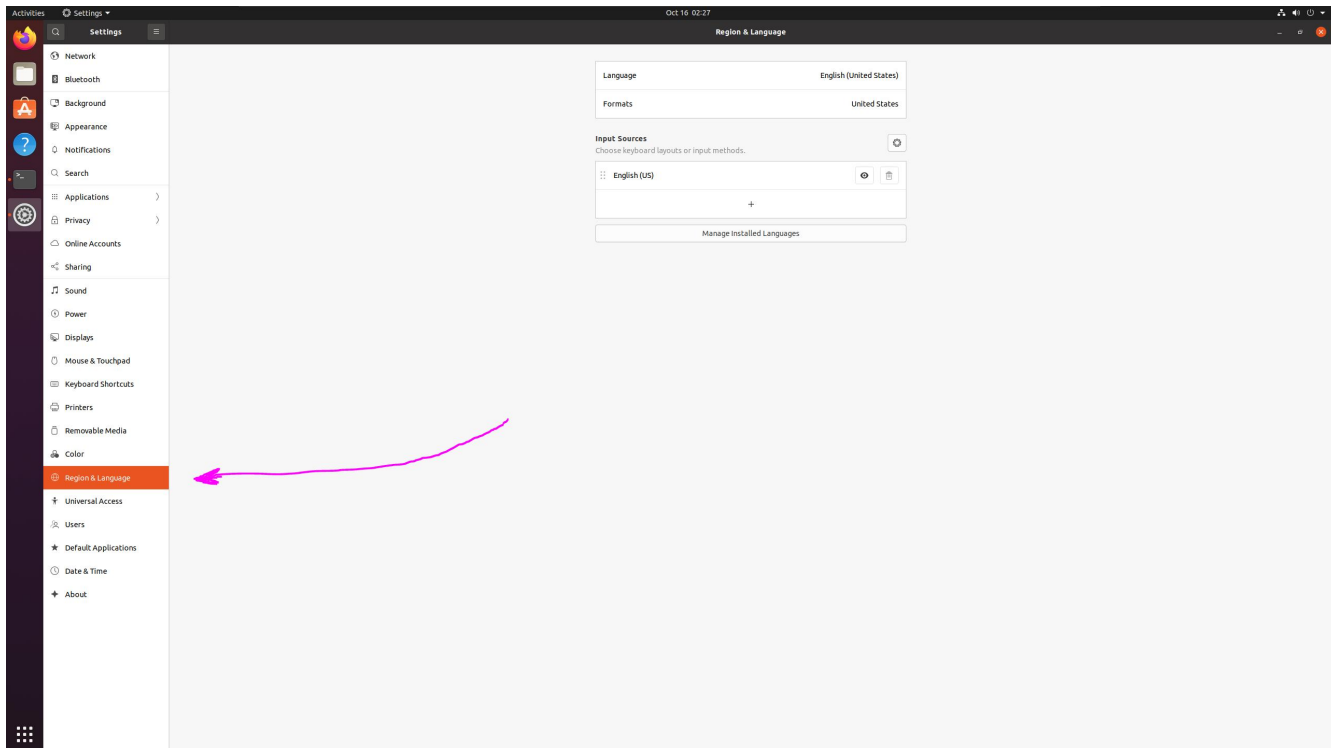 Activities Settings Oct 16 02:27
Settings Region & Language
Network
Bluetooth
Background
Appearance
Notifications
Search
Applications
Privacy
Online Accounts
Sharing
Sound
Power
Displays
Mouse & Touchpad
Keyboard Shortcuts
Printers
Removable Media
Color
Region & Language
Universal Access
Users
Default Applications
Date & Time
About
Language English (United States)
Formats United States
Input Sources
Choose keyboard layouts or input methods.
English (US)
+
Manage Installed Languages